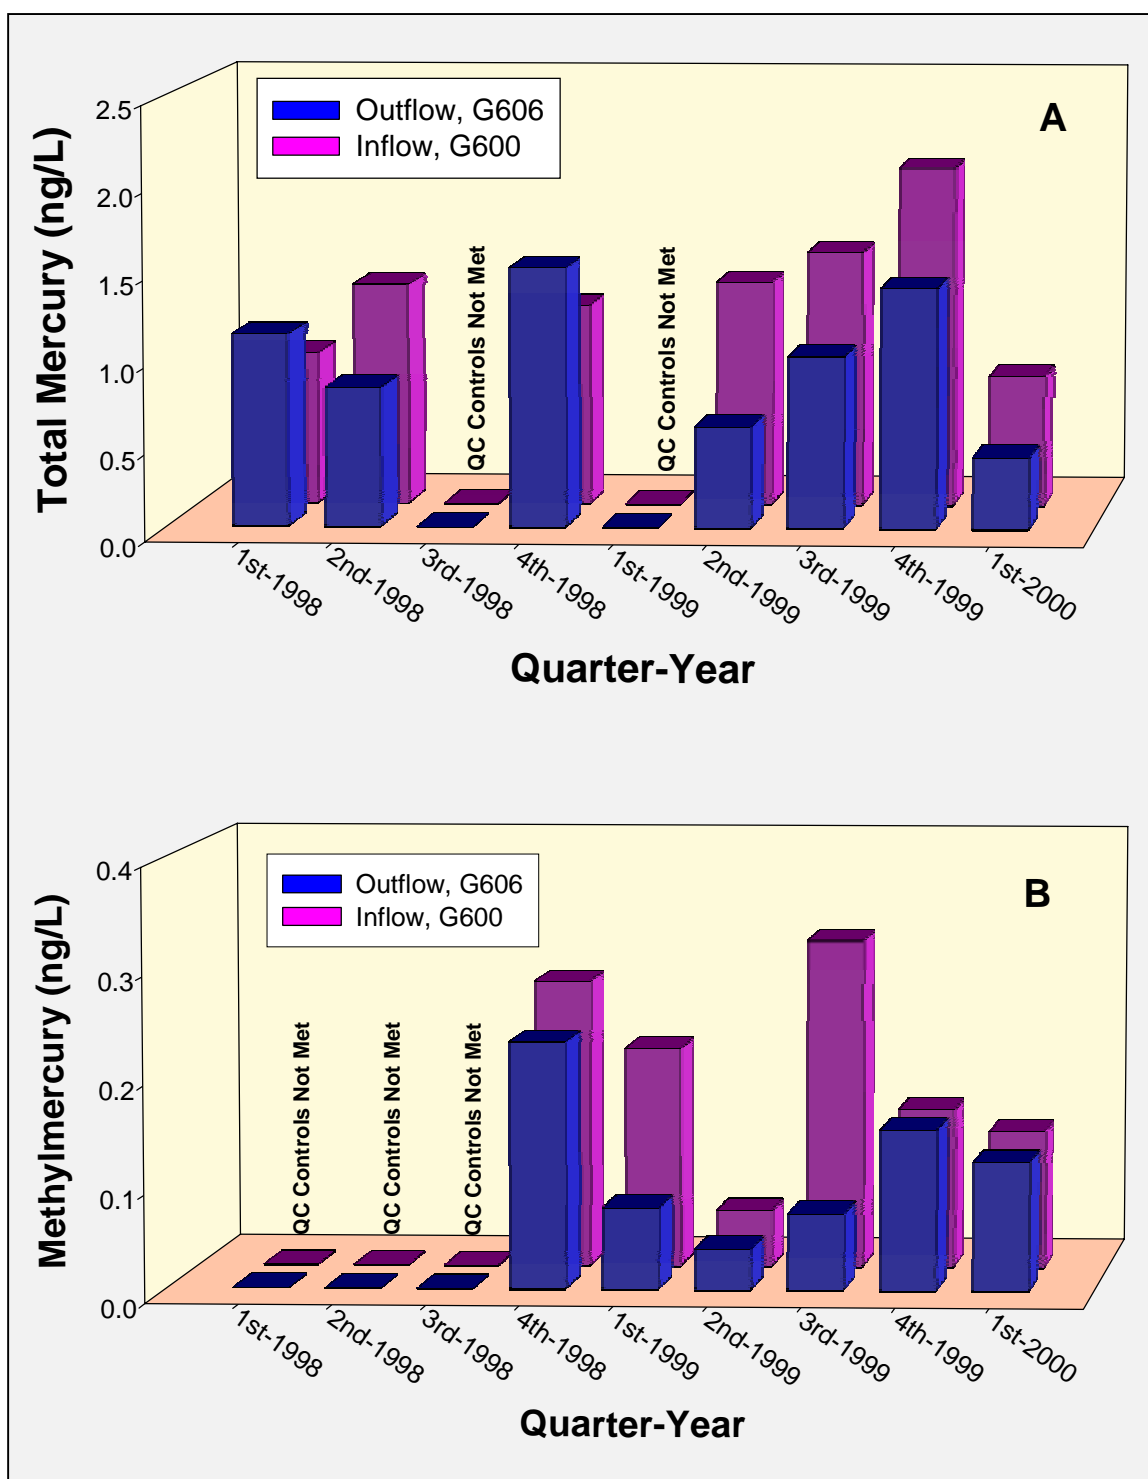 A
Outflow, G606
Inflow, G600
Total Mercury (ng/L)
2.5
2.0
1.5
1.0
0.5
0.0
QC Controls Not Met
QC Controls Not Met
1st-1998
2nd-1998
3rd-1998
4th-1998
1st-1999
2nd-1999
3rd-1999
4th-1999
1st-2000
Quarter-Year
B
Outflow, G606
Inflow, G600
Methylmercury (ng/L)
0.4
0.3
0.2
0.1
0.0
QC Controls Not Met
QC Controls Not Met
QC Controls Not Met
1st-1998
2nd-1998
3rd-1998
4th-1998
1st-1999
2nd-1999
3rd-1999
4th-1999
1st-2000
Quarter-Year